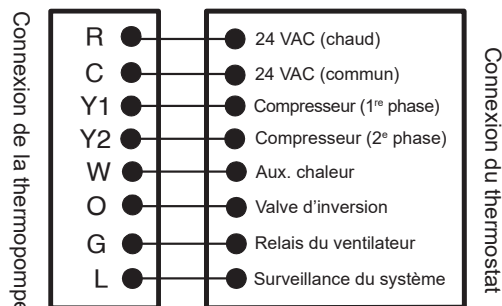 Connexion de la thermopompe
R 24 VAC (chaud)
C 24 VAC (commun)
Y1 Compresseur (1re phase)
Y2 Compresseur (2e phase)
W Aux. chaleur
O Valve d’inversion
G Relais du ventilateur
L Surveillance du système
Connexion du thermostat